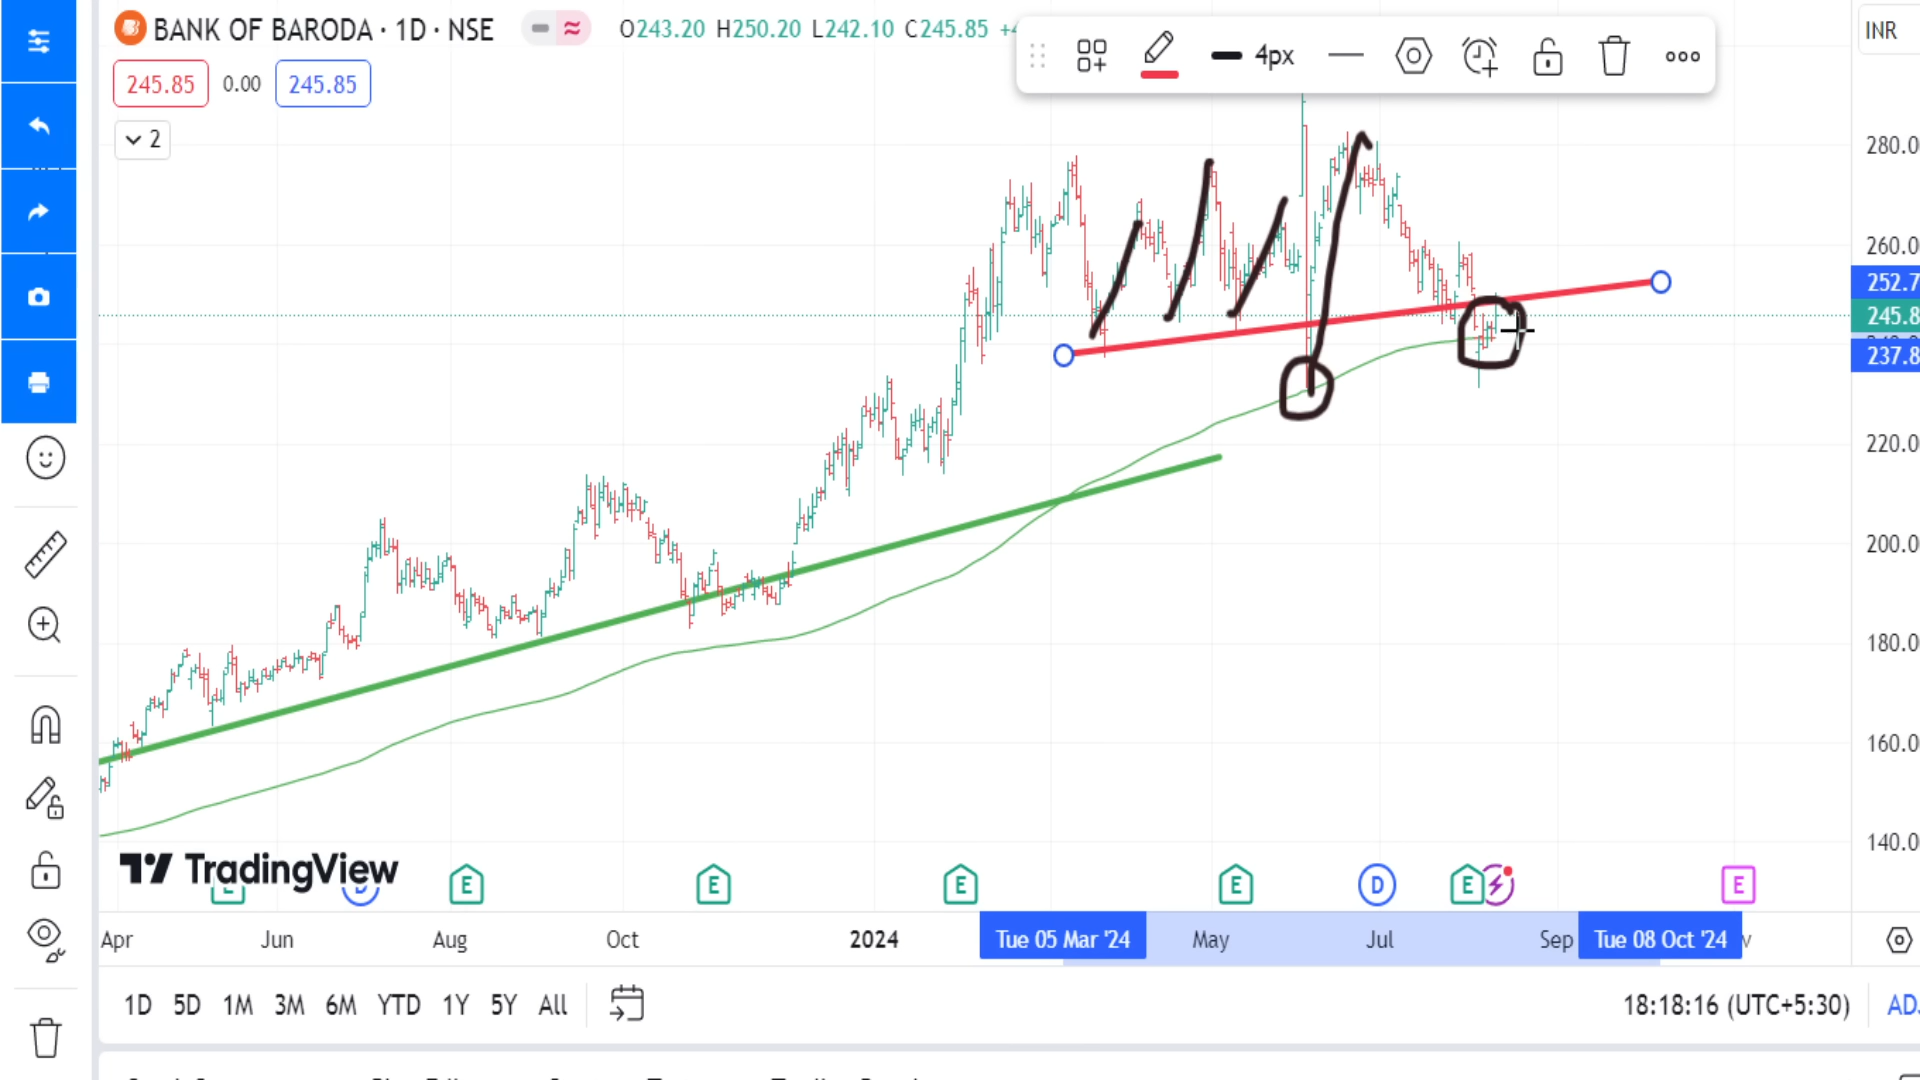 BANK OF BARODA · 1D · NSE
O243.20 H250.20 L242.10 C245.85
4px
INR
245.85 0.00 245.85
2
280.0
260.0
252.7
245.8
237.8
220.0
200.0
180.0
160.0
140.0
TradingView
E D E E E E D E E
Apr Jun Aug Oct 2024 Tue 05 Mar '24 May Jul Sep Tue 08 Oct '24
1D 5D 1M 3M 6M YTD 1Y 5Y All
18:18:16 (UTC+5:30)